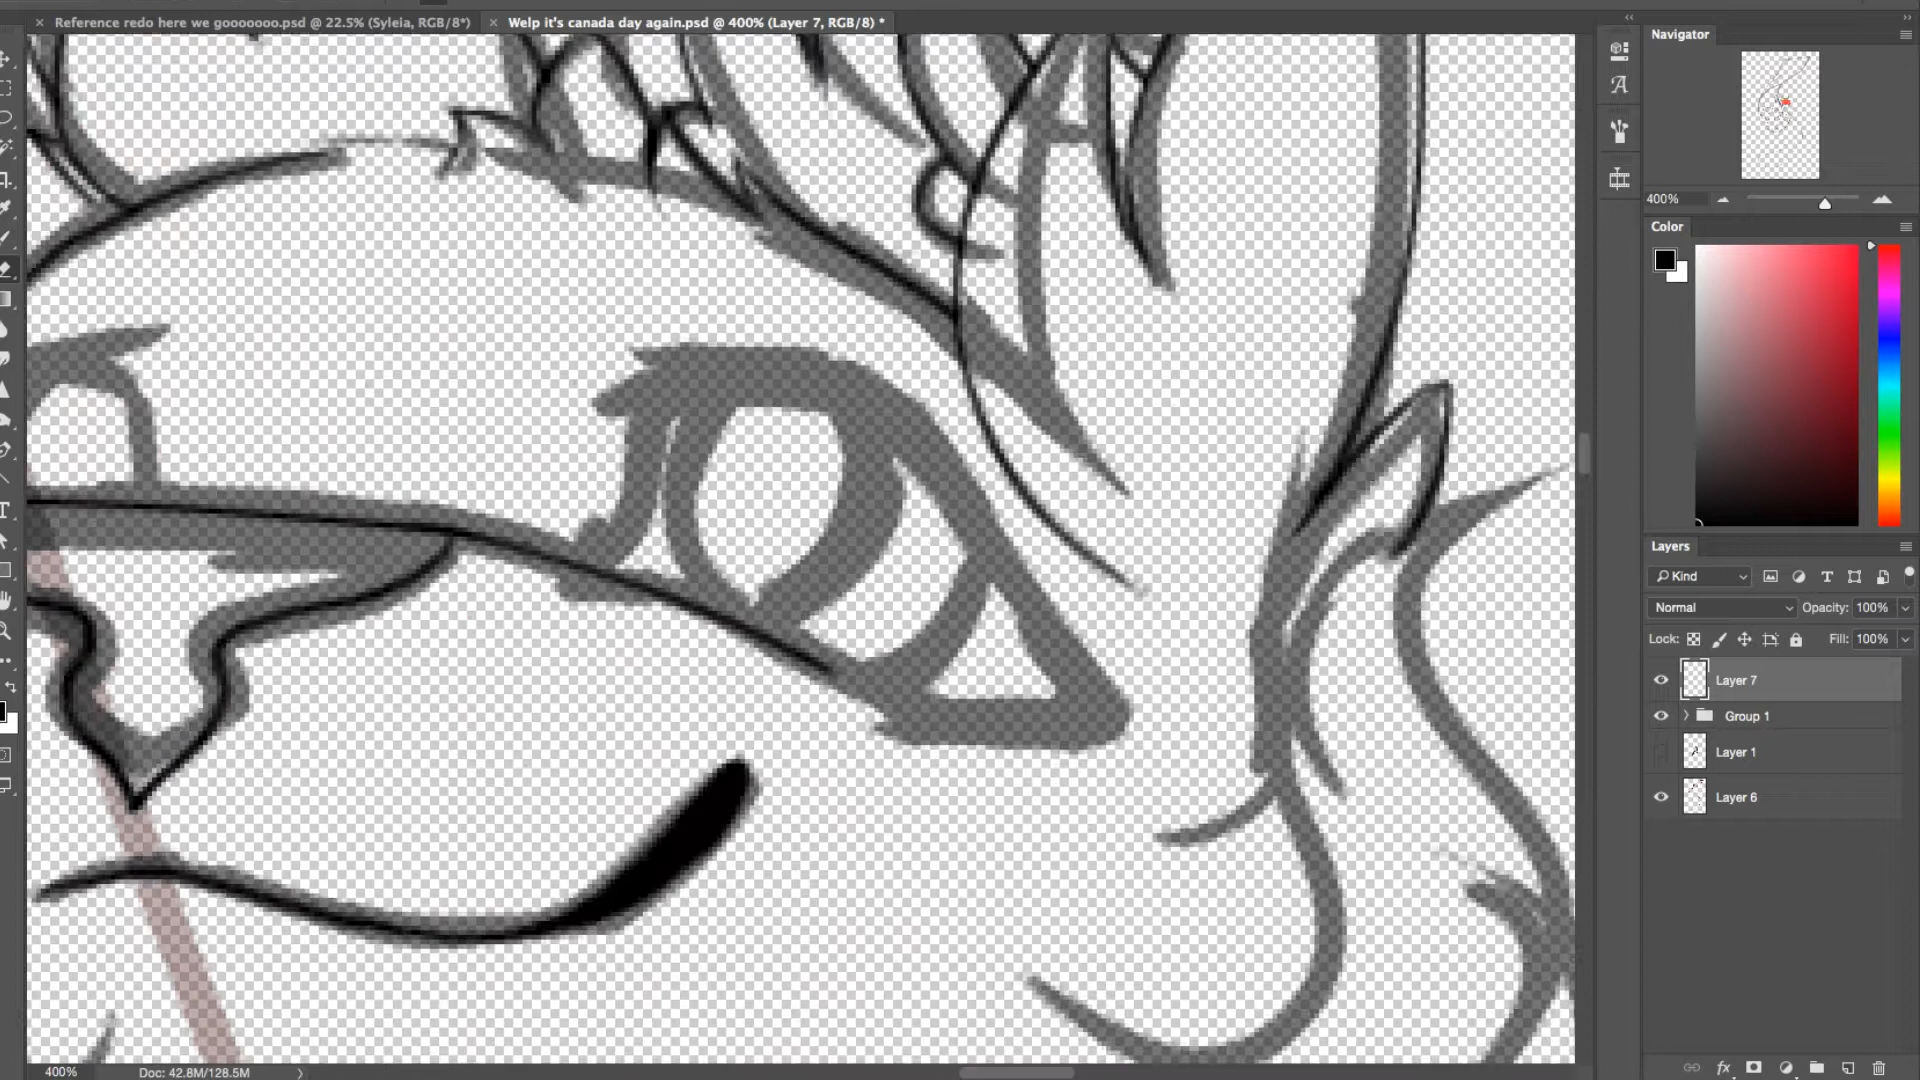 Reference redo here we gooooooo.psd @ 22.5% (Syleia, RGB/8*)
Welp it's canada day again.psd @ 400% (Layer 7, RGB/8) *
Navigator
400%
Color
Layers
Kind
Normal
Opacity: 100%
Lock:
Fill: 100%
Layer 7
Group 1
Layer 1
Layer 6
fx
400%
Doc: 42.8M/128.5M